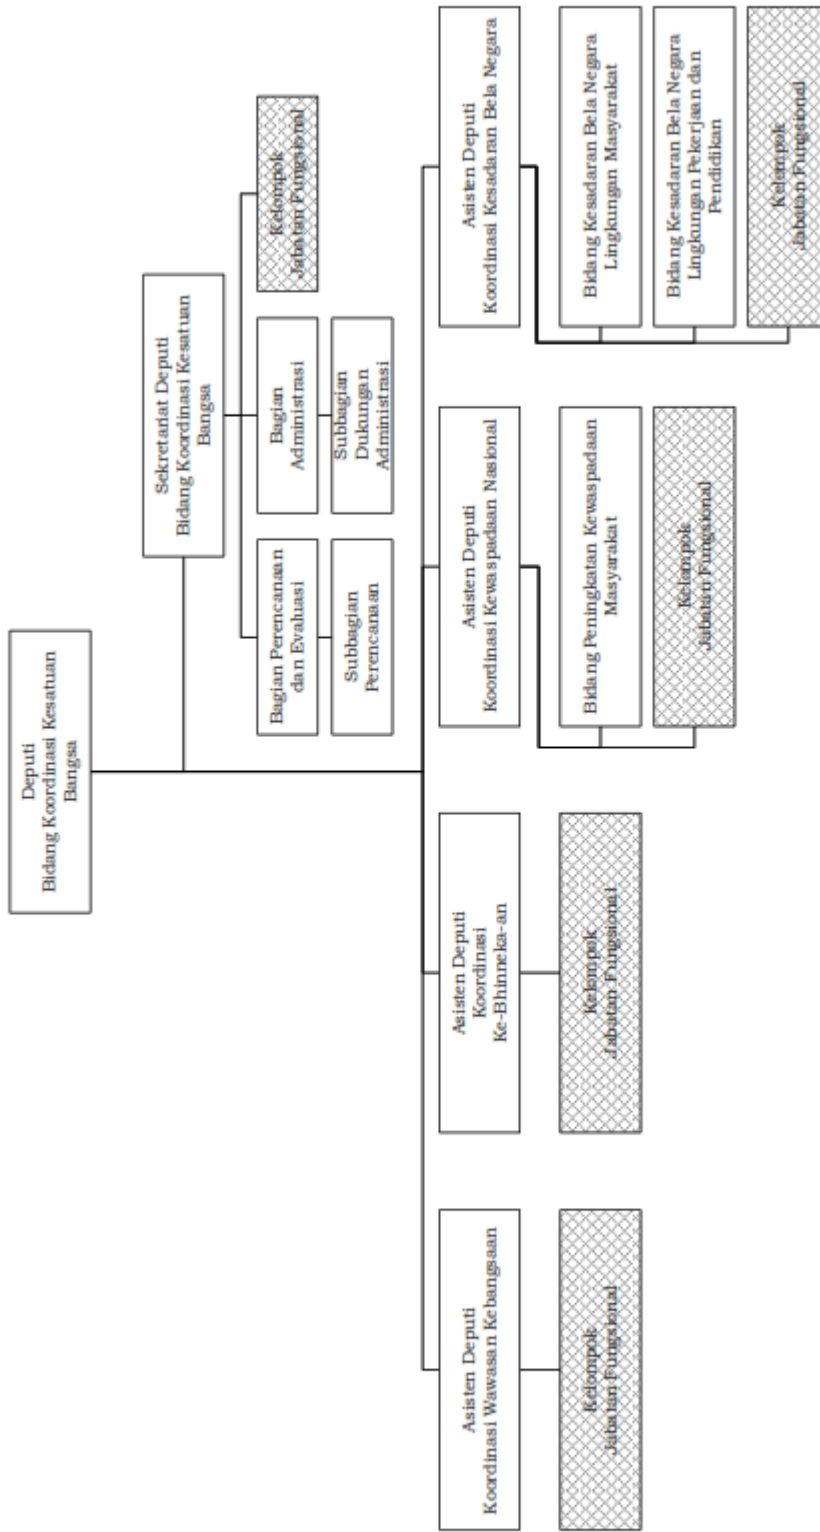 Deputi
Bidang Koordinasi Kesatuan
Bangsa
Sekretariat Deputi
Bidang Koordinasi Kesatuan
Bangsa
Bagian Perencanaan
dan Evaluasi
Bagian
Administrasi
Kelompok
Jabatan Fungsional
Subbagian
Perencanaan
Subbagian
Dukungan
Administrasi
Asisten Deputi
Koordinasi Wawasan Kebangsaan
Asisten Deputi
Koordinasi
Ke-Bhinneka-an
Asisten Deputi
Koordinasi Kewaspadaan Nasional
Asisten Deputi
Koordinasi Kesadaran Bela Negara
Kelompok
Jabatan Fungsional
Kelompok
Jabatan Fungsional
Bidang Peningkatan Kewaspadaan
Masyarakat
Kelompok
Jabatan Fungsional
Bidang Kesadaran Bela Negara
Lingkungan Masyarakat
Bidang Kesadaran Bela Negara
Lingkungan Pekerjaan dan
Pendidikan
Kelompok
Jabatan Fungsional